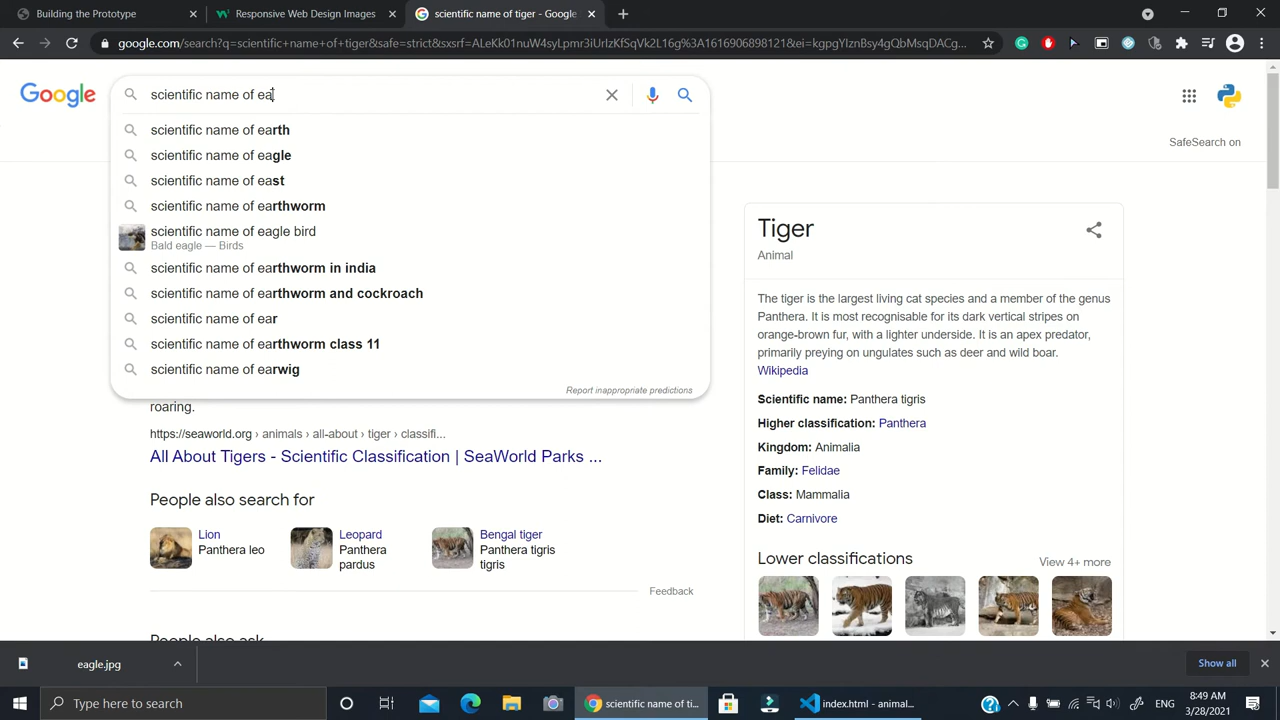 Building the Prototype
Responsive Web Design Images
scientific name of tiger - Google
google.com/search?q=scientific+name+of+tiger&safe=strict&sxsrf=ALeKk01nuW4syLpmr3iUrIzKfSqVk2L16g%3A1616906898121&ei=kgpgYIznBsy4gQbMsqDACg...
Google
scientific name of ea
scientific name of earth
scientific name of eagle
scientific name of east
scientific name of earthworm
scientific name of eagle bird
Bald eagle — Birds
scientific name of earthworm in india
scientific name of earthworm and cockroach
scientific name of ear
scientific name of earthworm class 11
scientific name of earwig
Report inappropriate predictions
SafeSearch on
roaring.
https://seaworld.org › animals › all-about › tiger › classifi...
All About Tigers - Scientific Classification | SeaWorld Parks ...
People also search for
Lion
Panthera leo
Leopard
Panthera
pardus
Bengal tiger
Panthera tigris
tigris
Feedback
People also ask
Tiger
Animal
The tiger is the largest living cat species and a member of the genus
Panthera. It is most recognisable for its dark vertical stripes on
orange-brown fur, with a lighter underside. It is an apex predator,
primarily preying on ungulates such as deer and wild boar.
Wikipedia
Scientific name: Panthera tigris
Higher classification: Panthera
Kingdom: Animalia
Family: Felidae
Class: Mammalia
Diet: Carnivore
Lower classifications
View 4+ more
eagle.jpg
Show all
Type here to search
scientific name of ti...
index.html - animal...
ENG
8:49 AM
3/28/2021